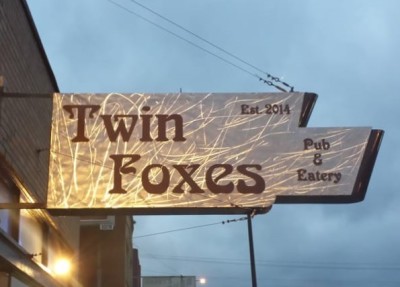 Twin
Est. 2014
Foxes
Pub
&
Eatery